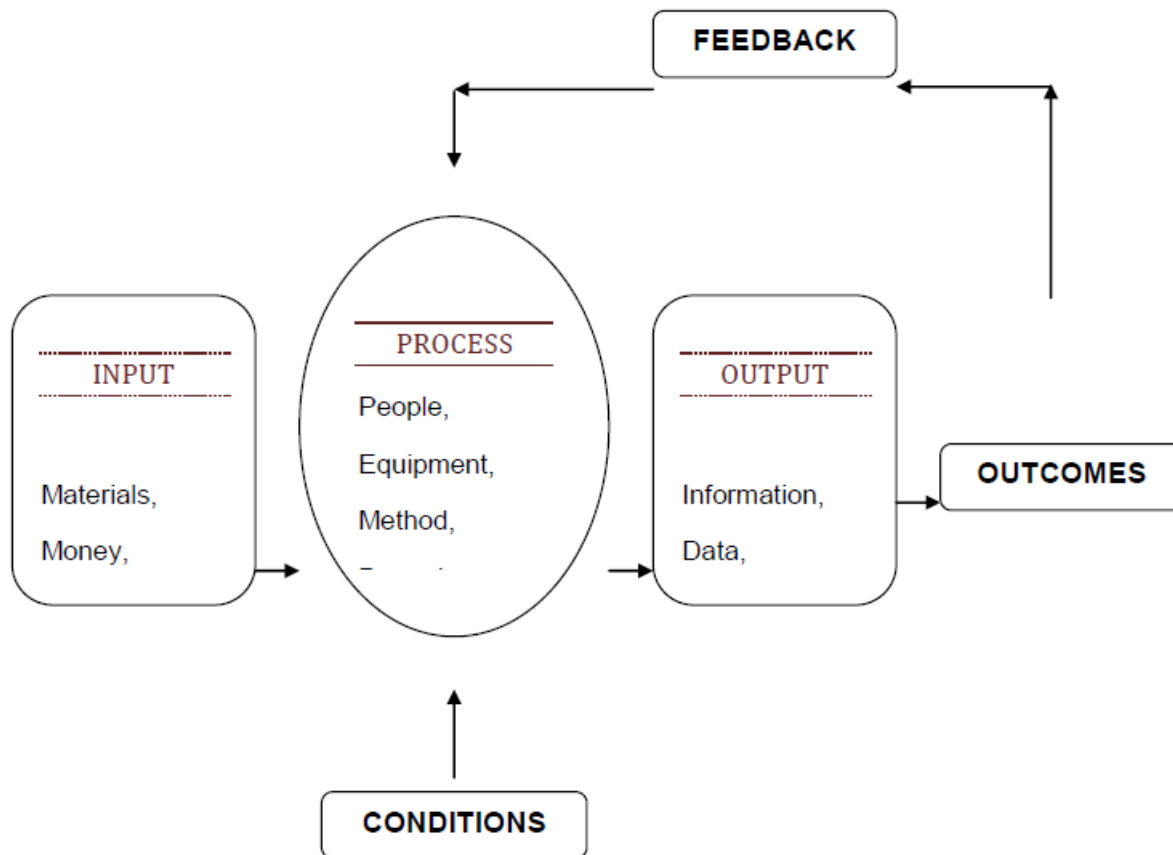 FEEDBACK
INPUT
Materials,
Money,
PROCESS
People,
Equipment,
Method,
OUTPUT
Information,
Data,
OUTCOMES
CONDITIONS